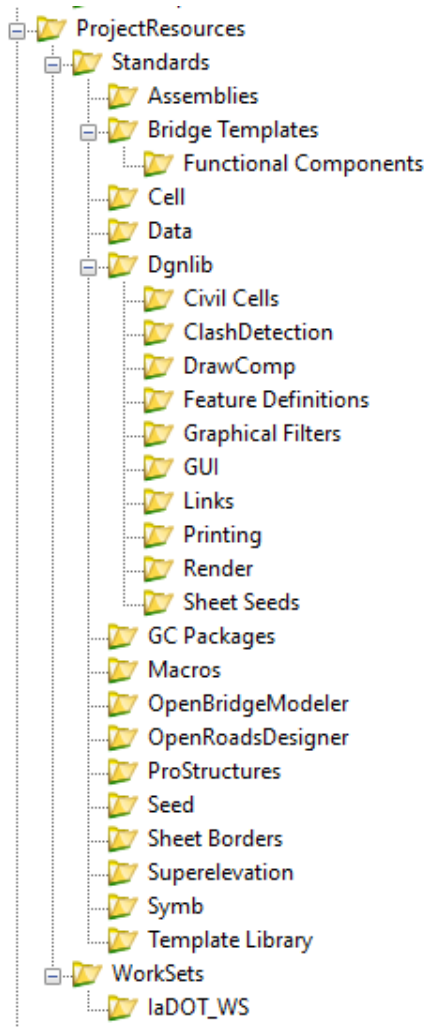 ProjectResources
Standards
Assemblies
Bridge Templates
Functional Components
Cell
Data
Dgnlib
Civil Cells
ClashDetection
DrawComp
Feature Definitions
Graphical Filters
GUI
Links
Printing
Render
Sheet Seeds
GC Packages
Macros
OpenBridgeModeler
OpenRoadsDesigner
ProStructures
Seed
Sheet Borders
Superelevation
Symb
Template Library
WorkSets
IaDOT_WS